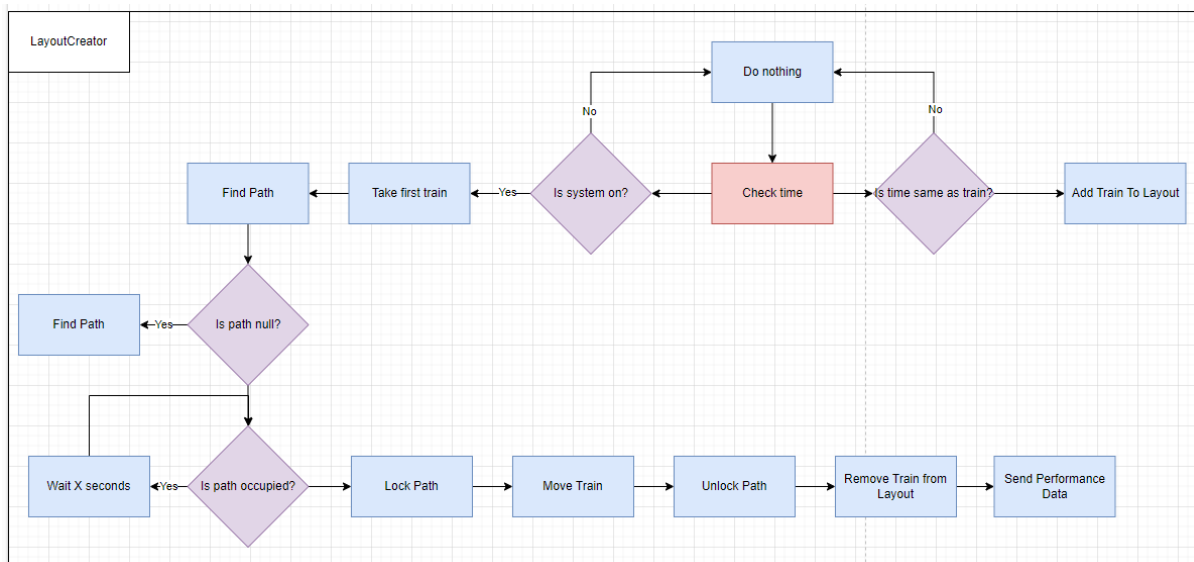 LayoutCreator
Do nothing
No
No
Find Path
Take first train
Yes
Is system on?
Check time
Is time same as train?
Add Train To Layout
Find Path
Yes
Is path null?
Wait X seconds
Yes
Is path occupied?
Lock Path
Move Train
Unlock Path
Remove Train from
Layout
Send Performance
Data